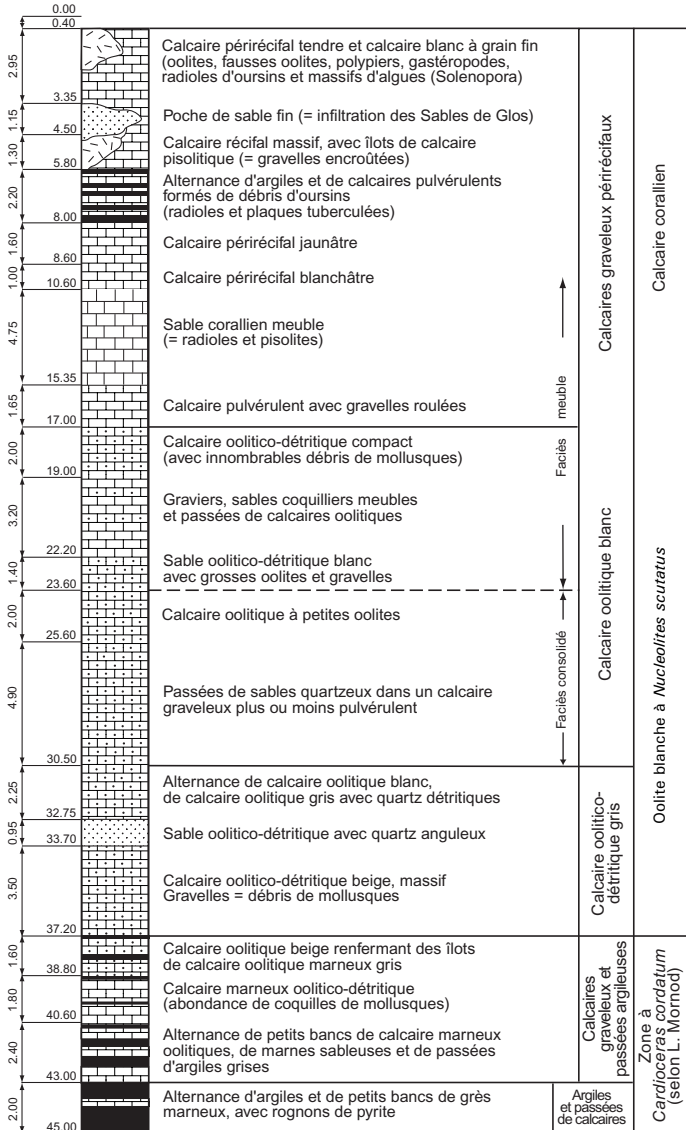 0.00
0.40
2.95
Calcaire périrécifal tendre et calcaire blanc à grain fin
(oolites, fausses oolites, polypiers, gastéropodes,
radioles d'oursins et massifs d'algues (Solenopora)
3.35
1.15
Poche de sable fin (= infiltration des Sables de Glos)
4.50
1.30
Calcaire récifal massif, avec îlots de calcaire
pisolitique (= gravelles encroûtées)
5.80
2.20
Alternance d'argiles et de calcaires pulvérulents
formés de débris d'oursins
(radioles et plaques tuberculées)
8.00
1.60
Calcaire périrécifal jaunâtre
8.60
1.00
Calcaire périrécifal blanchâtre
10.60
4.75
Sable corallien meuble
(= radioles et pisolites)
15.35
1.65
Calcaire pulvérulent avec gravelles roulées
17.00
2.00
Calcaire oolitico-détritique compact
(avec innombrables débris de mollusques)
19.00
3.20
Graviers, sables coquilliers meubles
et passées de calcaires oolitiques
22.20
1.40
Sable oolitico-détritique blanc
avec grosses oolites et gravelles
23.60
2.00
Calcaire oolitique à petites oolites
25.60
4.90
Passées de sables quartzeux dans un calcaire
graveleux plus ou moins pulvérulent
30.50
2.25
Alternance de calcaire oolitique blanc,
de calcaire oolitique gris avec quartz détritiques
32.75
0.95
Sable oolitico-détritique avec quartz anguleux
33.70
3.50
Calcaire oolitico-détritique beige, massif
Gravelles = débris de mollusques
37.20
1.60
Calcaire oolitique beige renfermant des îlots
de calcaire oolitique marneux gris
38.80
1.80
Calcaire marneux oolitico-détritique
(abondance de coquilles de mollusques)
40.60
2.40
Alternance de petits bancs de calcaire marneux
oolitiques, de marnes sableuses et de passées
d'argiles grises
43.00
2.00
Alternance d'argiles et de petits bancs de grès
marneux, avec rognons de pyrite
45.00
Faciès meuble
Faciès consolidé
Calcaires graveleux périrécifaux
Calcaire oolitique blanc
Calcaire oolitico-
détritique gris
Calcaires
graveleux et
passées argileuses
Argiles
et passées
de calcaires
Calcaire corallien
Oolite blanche à Nucleolites scutatus
Zone à
Cardioceras cordatum
(selon L. Mornod)